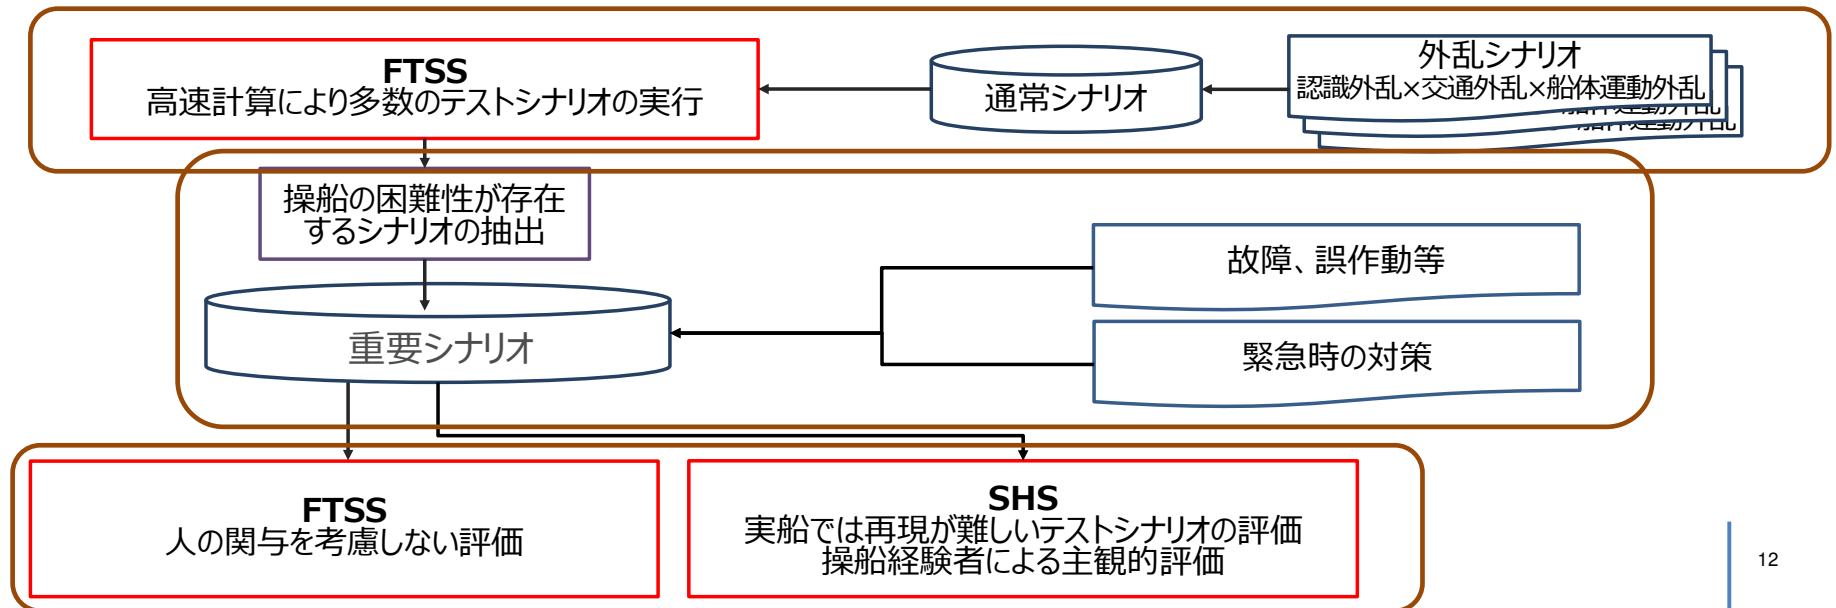 FTSS
高速計算により多数のテストシナリオの実行
通常シナリオ
外乱シナリオ
認識外乱×交通外乱×船体運動外乱
操船の困難性が存在
するシナリオの抽出
故障、誤作動等
重要シナリオ
緊急時の対策
FTSS
人の関与を考慮しない評価
SHS
実船では再現が難しいテストシナリオの評価
操船経験者による主観的評価
12